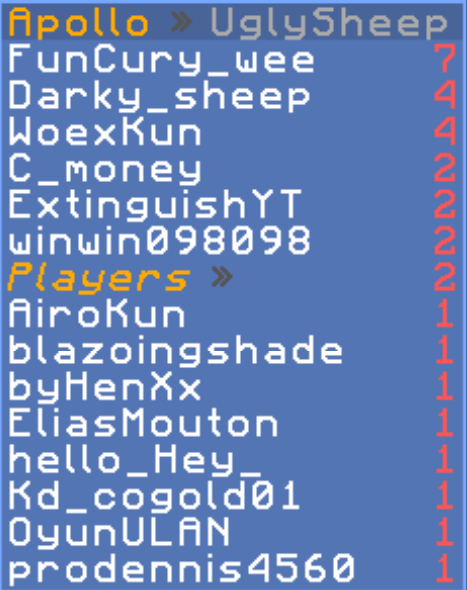 Apollo » UglySheep
FunCury_wee 7
Darky_sheep 4
WoexKun 4
C_money 2
ExtinguishYT 2
winwin098098 2
Players » 2
AiroKun 1
blazoingshade 1
byHenXx 1
EliasMouton 1
hello_Hey_ 1
Kd_cogold01 1
OyunULAN 1
prodennis4560 1